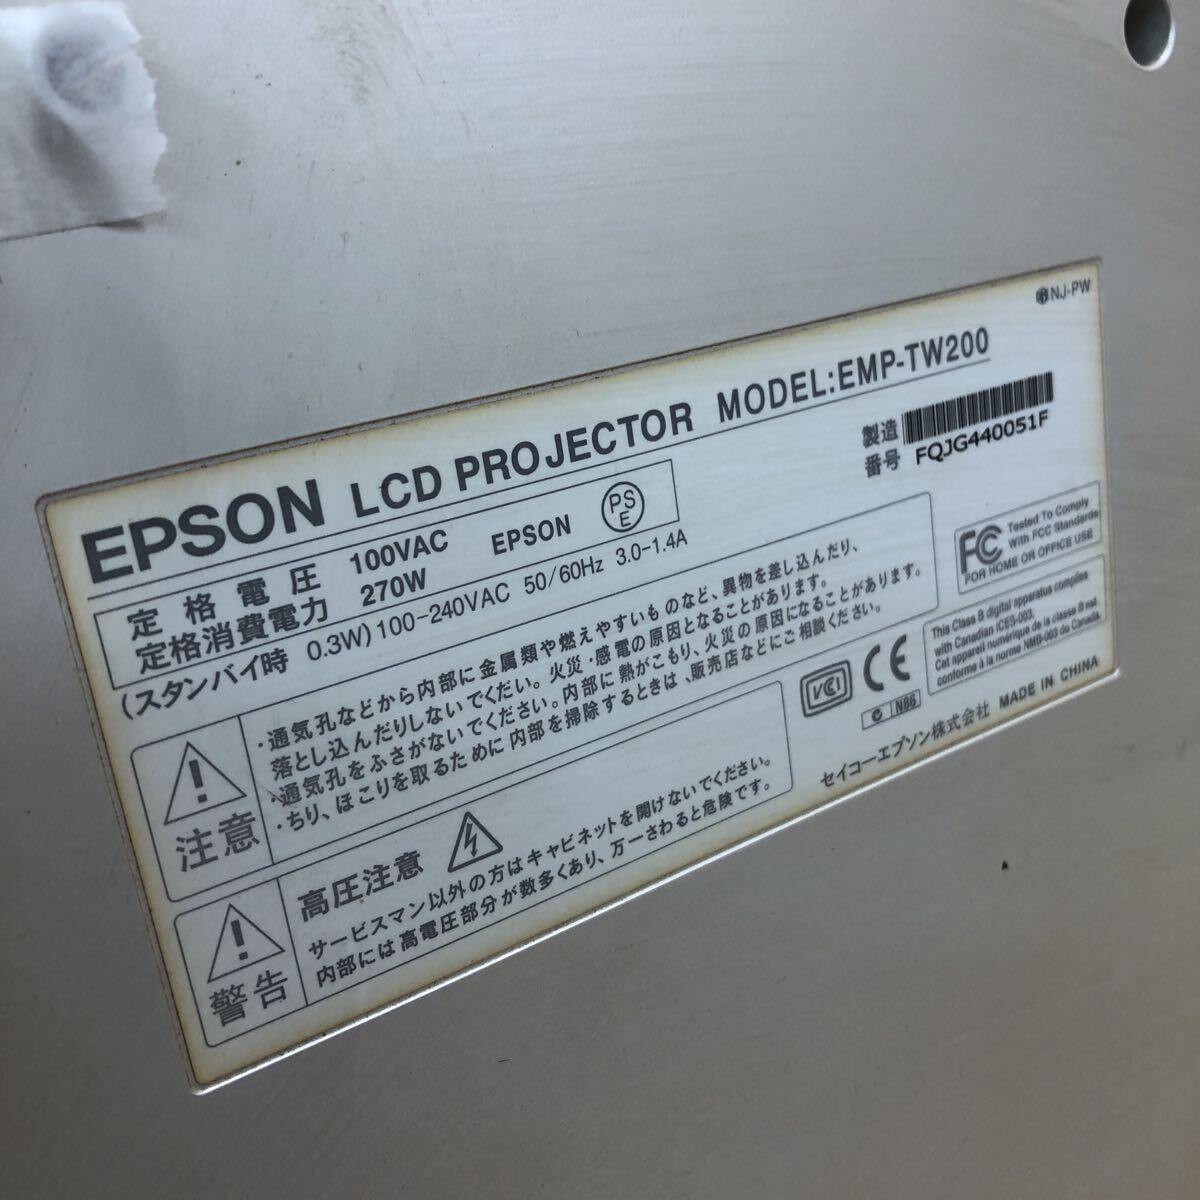 NJ-PW
EPSON LCD PROJECTOR MODEL:EMP-TW200
定格電圧 100VAC EPSON PSE
定格消費電力 270W
(スタンバイ時 0.3W) 100-240VAC 50/60Hz 3.0-1.4A
製造番号 FQJG440051F
注意
・通気孔などから内部に金属類や燃えやすいものなど、異物を差し込んだり、
落とし込んだりしないでください。火災・感電の原因となることがあります。
・通気孔をふさがないでください。内部に熱がこもり、火災の原因になることがあります。
・ちり、ほこりを取るために内部を掃除するときは、販売店などにご相談ください。
FC Tested To Comply
With FCC Standards
FOR HOME OR OFFICE USE
This Class B digital apparatus complies
with Canadian ICES-003.
Cet appareil numérique de la classe B est
conforme à la norme NMB-003 du Canada.
VCI CE
N86
警告
高圧注意
サービスマン以外の方はキャビネットを開けないでください。
内部には高電圧部分が数多くあり、万一さわると危険です。
セイコーエプソン株式会社 MADE IN CHINA